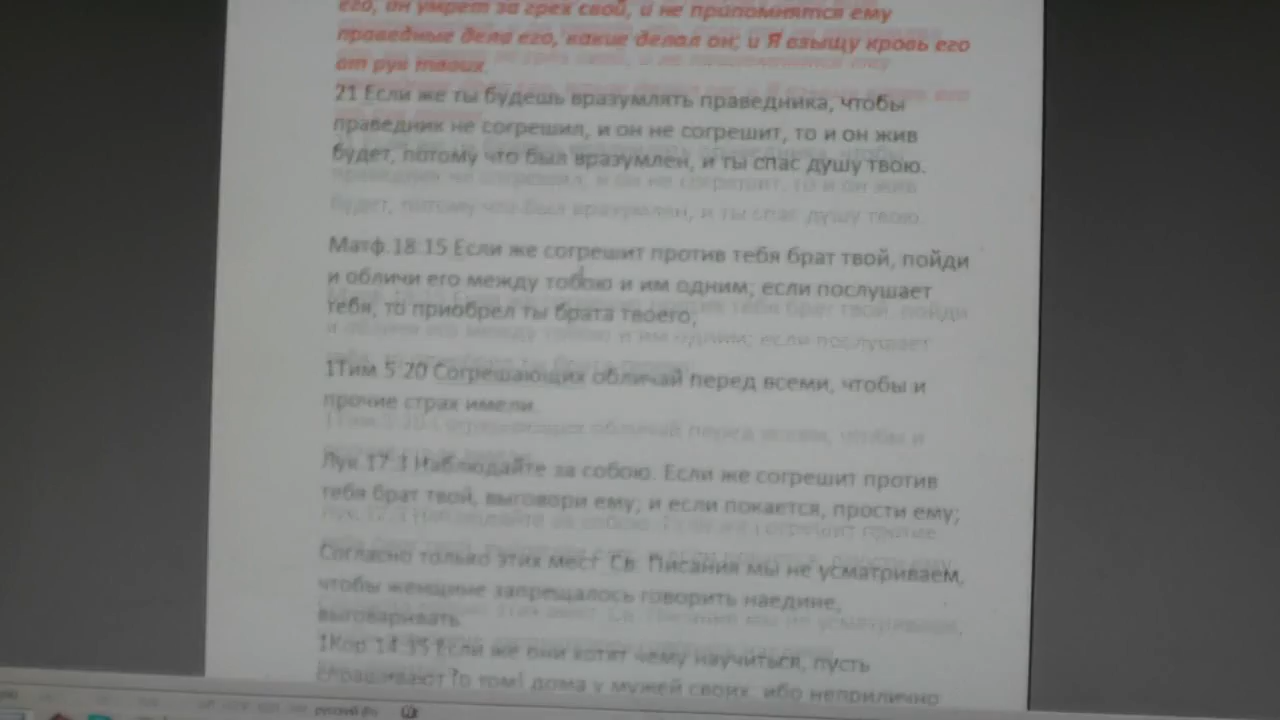 его, он умрет за грех свой, и не припомнятся ему
праведные дела его, какие делал он; и Я взыщу кровь его
от рук твоих.
21 Если же ты будешь вразумлять праведника, чтобы
праведник не согрешил, и он не согрешит, то и он жив
будет, потому что был вразумлен, и ты спас душу твою.
Матф.18:15 Если же согрешит против тебя брат твой, пойди
и обличи его между тобою и им одним; если послушает
тебя, то приобрел ты брата твоего;
1Тим.5:20 Согрешающих обличай перед всеми, чтобы и
прочие страх имели.
Лук.17:3 Наблюдайте за собою. Если же согрешит против
тебя брат твой, выговори ему; и если покается, прости ему;
Согласно только этих мест Св. Писания мы не усматриваем,
чтобы женщине запрещалось говорить наедине,
выговаривать.
1Кор.14:35 Если же они хотят чему научиться, пусть
спрашивают о том дома у мужей своих; ибо неприлично